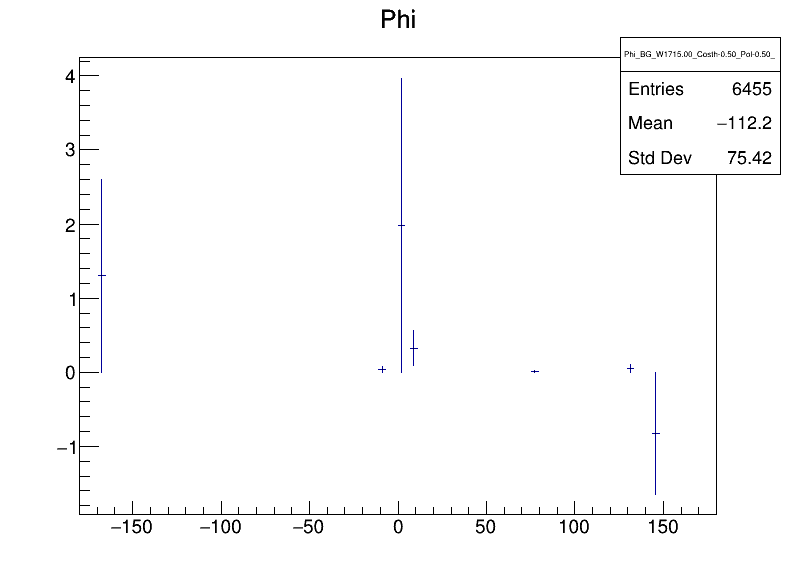 Phi
Phi_BG_W1715.00_Costh-0.50_Pol-0.50_
Entries 6455
Mean −112.2
Std Dev 75.42
4
3
2
1
0
−1
−150 −100 −50 0 50 100 150